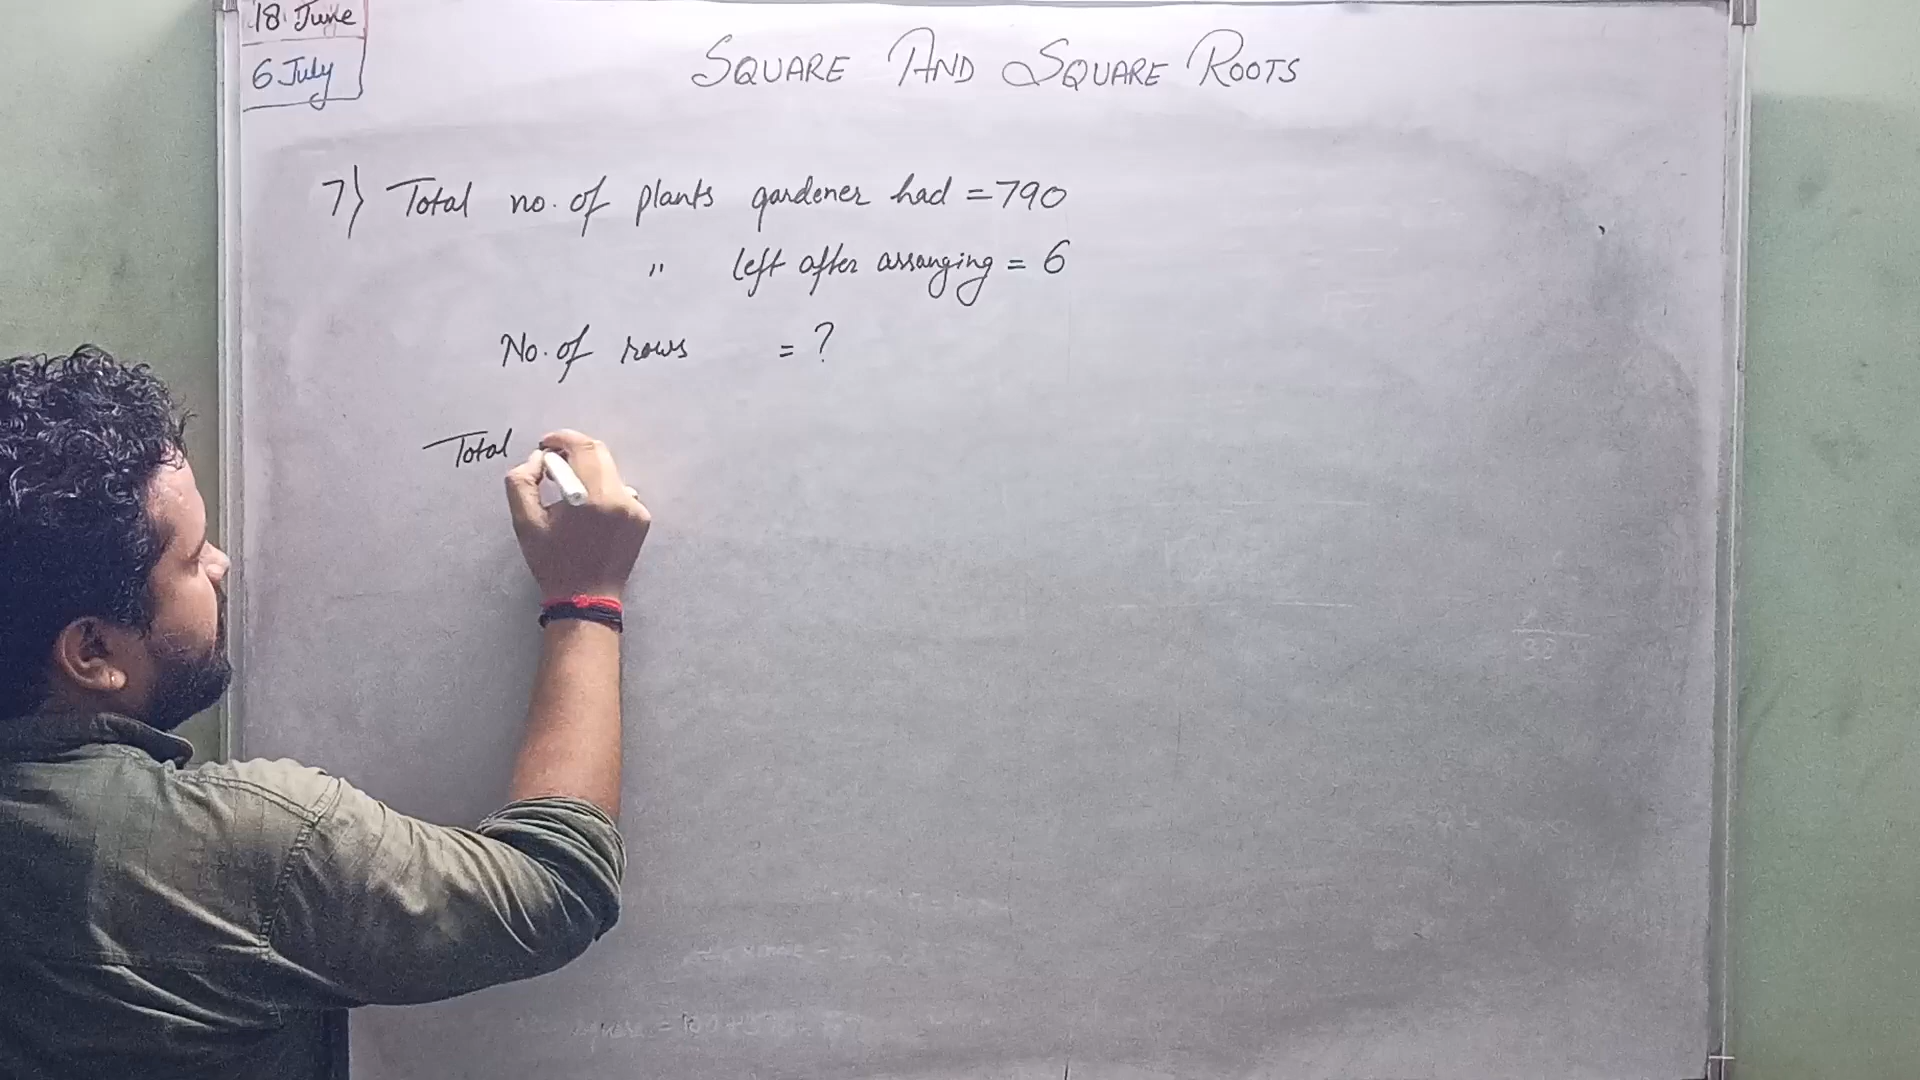 18 June
6 July
SQUARE AND SQUARE ROOTS
7) Total no. of plants gardener had = 790
" left after arranging = 6
No. of rows = ?
Total